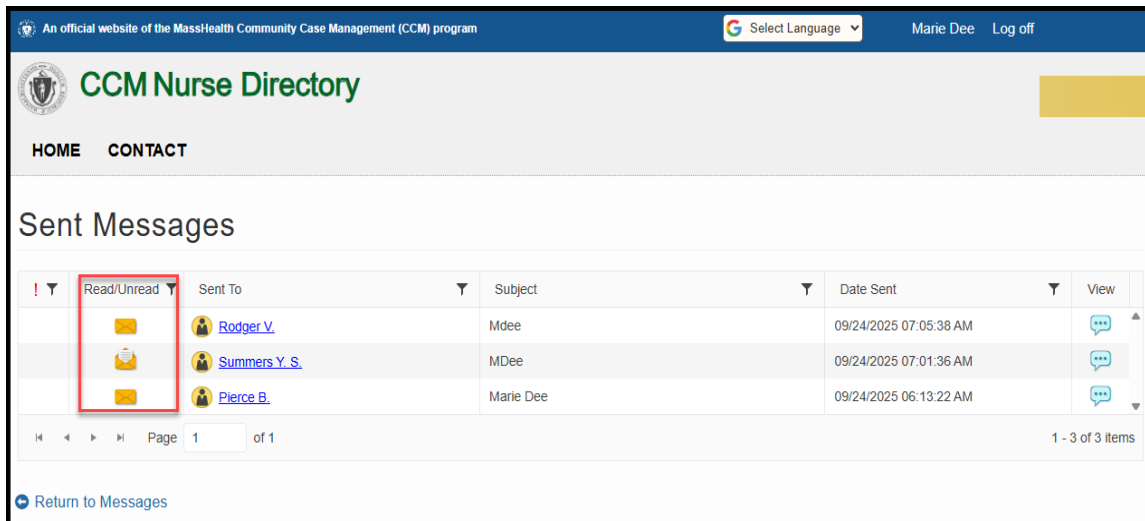 An official website of the MassHealth Community Case Management (CCM) program Select Language Marie Dee Log off
CCM Nurse Directory
HOME CONTACT
Sent Messages
! Read/Unread Sent To Subject Date Sent View
Rodger V. Mdee 09/24/2025 07:05:38 AM
Summers Y. S. MDee 09/24/2025 07:01:36 AM
Pierce B. Marie Dee 09/24/2025 06:13:22 AM
Page 1 of 1 1 - 3 of 3 items
Return to Messages